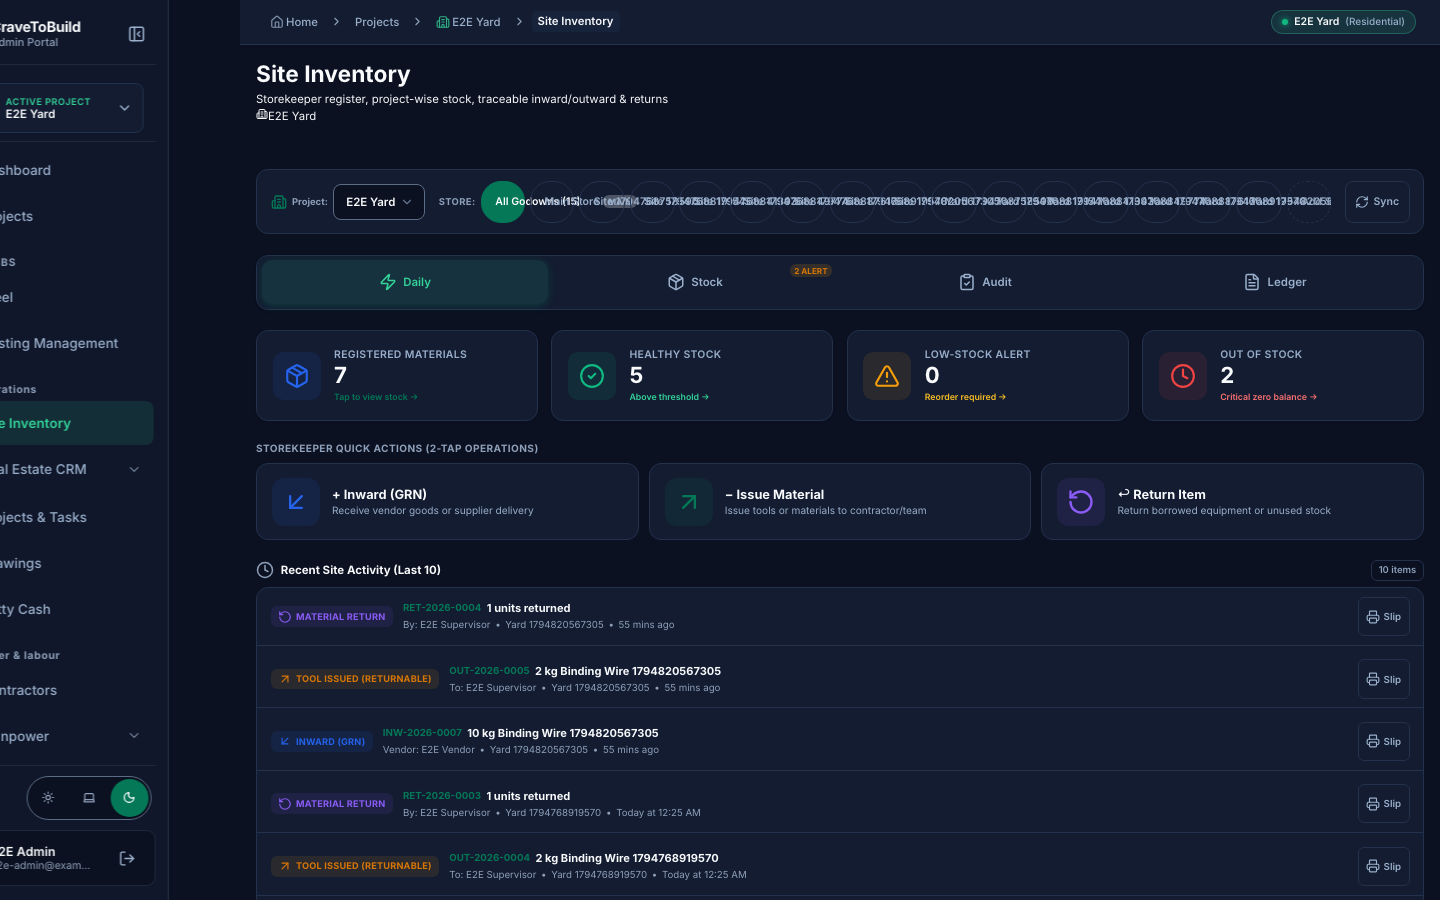 raveToBuild
dmin Portal
ACTIVE PROJECT
E2E Yard
shboard
ojects
BS
eel
sting Management
rations
e Inventory
al Estate CRM
ojects & Tasks
awings
tty Cash
er & labour
ntractors
npower
2E Admin
2e-admin@exam...
Home
Projects
E2E Yard
Site Inventory
E2E Yard (Residential)
Site Inventory
Storekeeper register, project-wise stock, traceable inward/outward & returns
E2E Yard
Project:
E2E Yard
STORE:
All Godowns (15)
Sync
Daily
Stock
2 ALERT
Audit
Ledger
REGISTERED MATERIALS
7
Tap to view stock →
HEALTHY STOCK
5
Above threshold →
LOW-STOCK ALERT
0
Reorder required →
OUT OF STOCK
2
Critical zero balance →
STOREKEEPER QUICK ACTIONS (2-TAP OPERATIONS)
+ Inward (GRN)
Receive vendor goods or supplier delivery
– Issue Material
Issue tools or materials to contractor/team
↩ Return Item
Return borrowed equipment or unused stock
Recent Site Activity (Last 10)
10 items
MATERIAL RETURN
RET-2026-0004 1 units returned
By: E2E Supervisor • Yard 1794820567305 • 55 mins ago
Slip
TOOL ISSUED (RETURNABLE)
OUT-2026-0005 2 kg Binding Wire 1794820567305
To: E2E Supervisor • Yard 1794820567305 • 55 mins ago
Slip
INWARD (GRN)
INW-2026-0007 10 kg Binding Wire 1794820567305
Vendor: E2E Vendor • Yard 1794820567305 • 55 mins ago
Slip
MATERIAL RETURN
RET-2026-0003 1 units returned
By: E2E Supervisor • Yard 1794768919570 • Today at 12:25 AM
Slip
TOOL ISSUED (RETURNABLE)
OUT-2026-0004 2 kg Binding Wire 1794768919570
To: E2E Supervisor • Yard 1794768919570 • Today at 12:25 AM
Slip